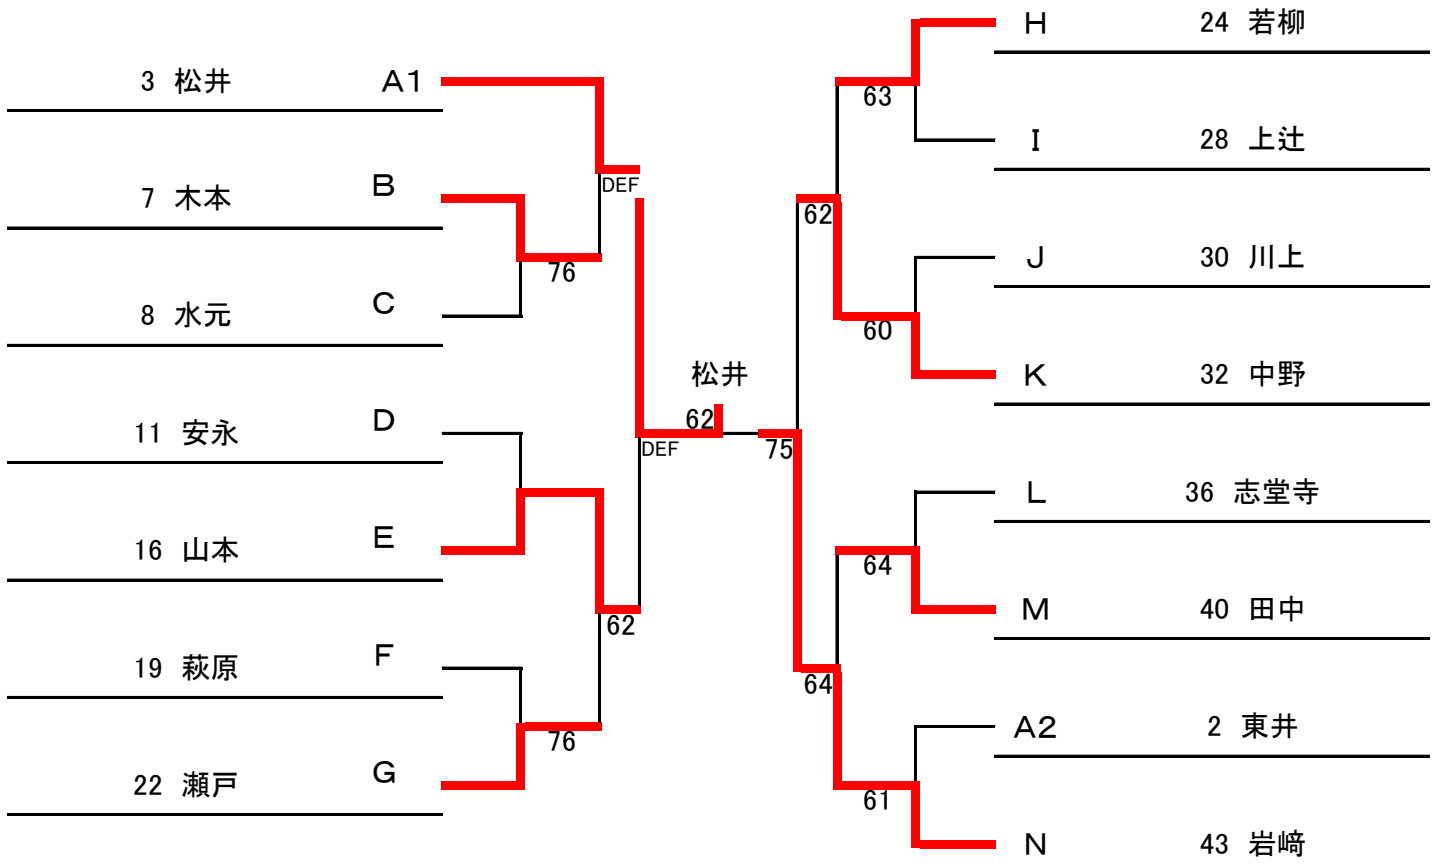 3 松井 A1
7 木本 B
8 水元 C
11 安永 D
16 山本 E
19 萩原 F
22 瀬戸 G
DEF
76
62
76
DEF
松井
62
75
H 24 若柳
I 28 上辻
J 30 川上
K 32 中野
L 36 志堂寺
M 40 田中
A2 2 東井
N 43 岩﨑
63
62
60
64
64
61